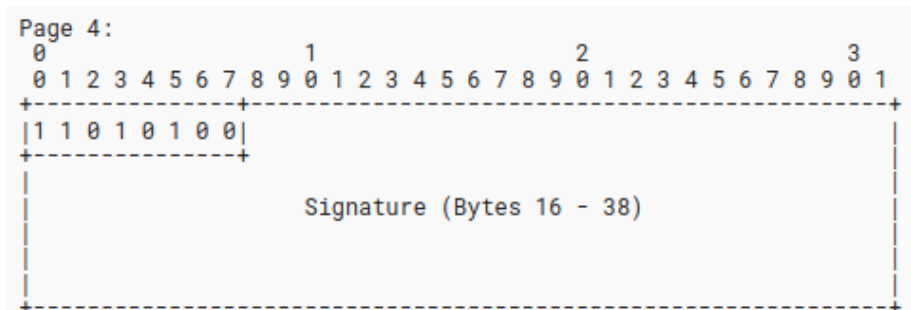 Page 4:
 0                   1                   2                   3
 0 1 2 3 4 5 6 7 8 9 0 1 2 3 4 5 6 7 8 9 0 1 2 3 4 5 6 7 8 9 0 1
+---------------+-----------------------------------------------+
|1 1 0 1 0 1 0 0|                                               |
+---------------+                                               |
|                                                               |
|                    Signature (Bytes 16 - 38)                  |
|                                                               |
|                                                               |
|                                                               |
+---------------------------------------------------------------+